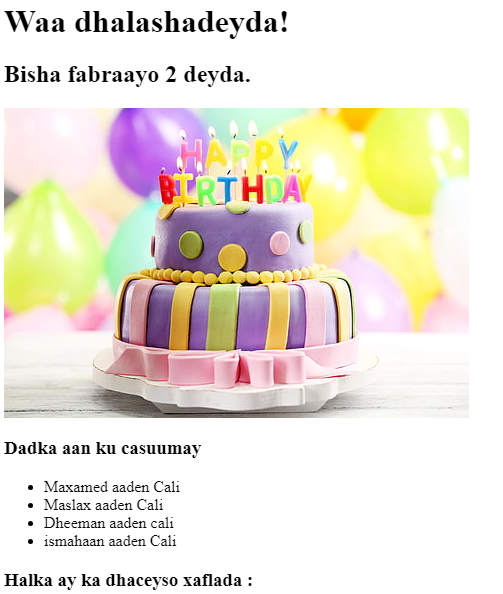 Waa dhalashadeyda!
Bisha fabraayo 2 deyda.
HAPPY
BIRTHDAY
Dadka aan ku casuumay
Maxamed aaden Cali
Maslax aaden Cali
Dheeman aaden cali
ismahaan aaden Cali
Halka ay ka dhaceyso xaflada :